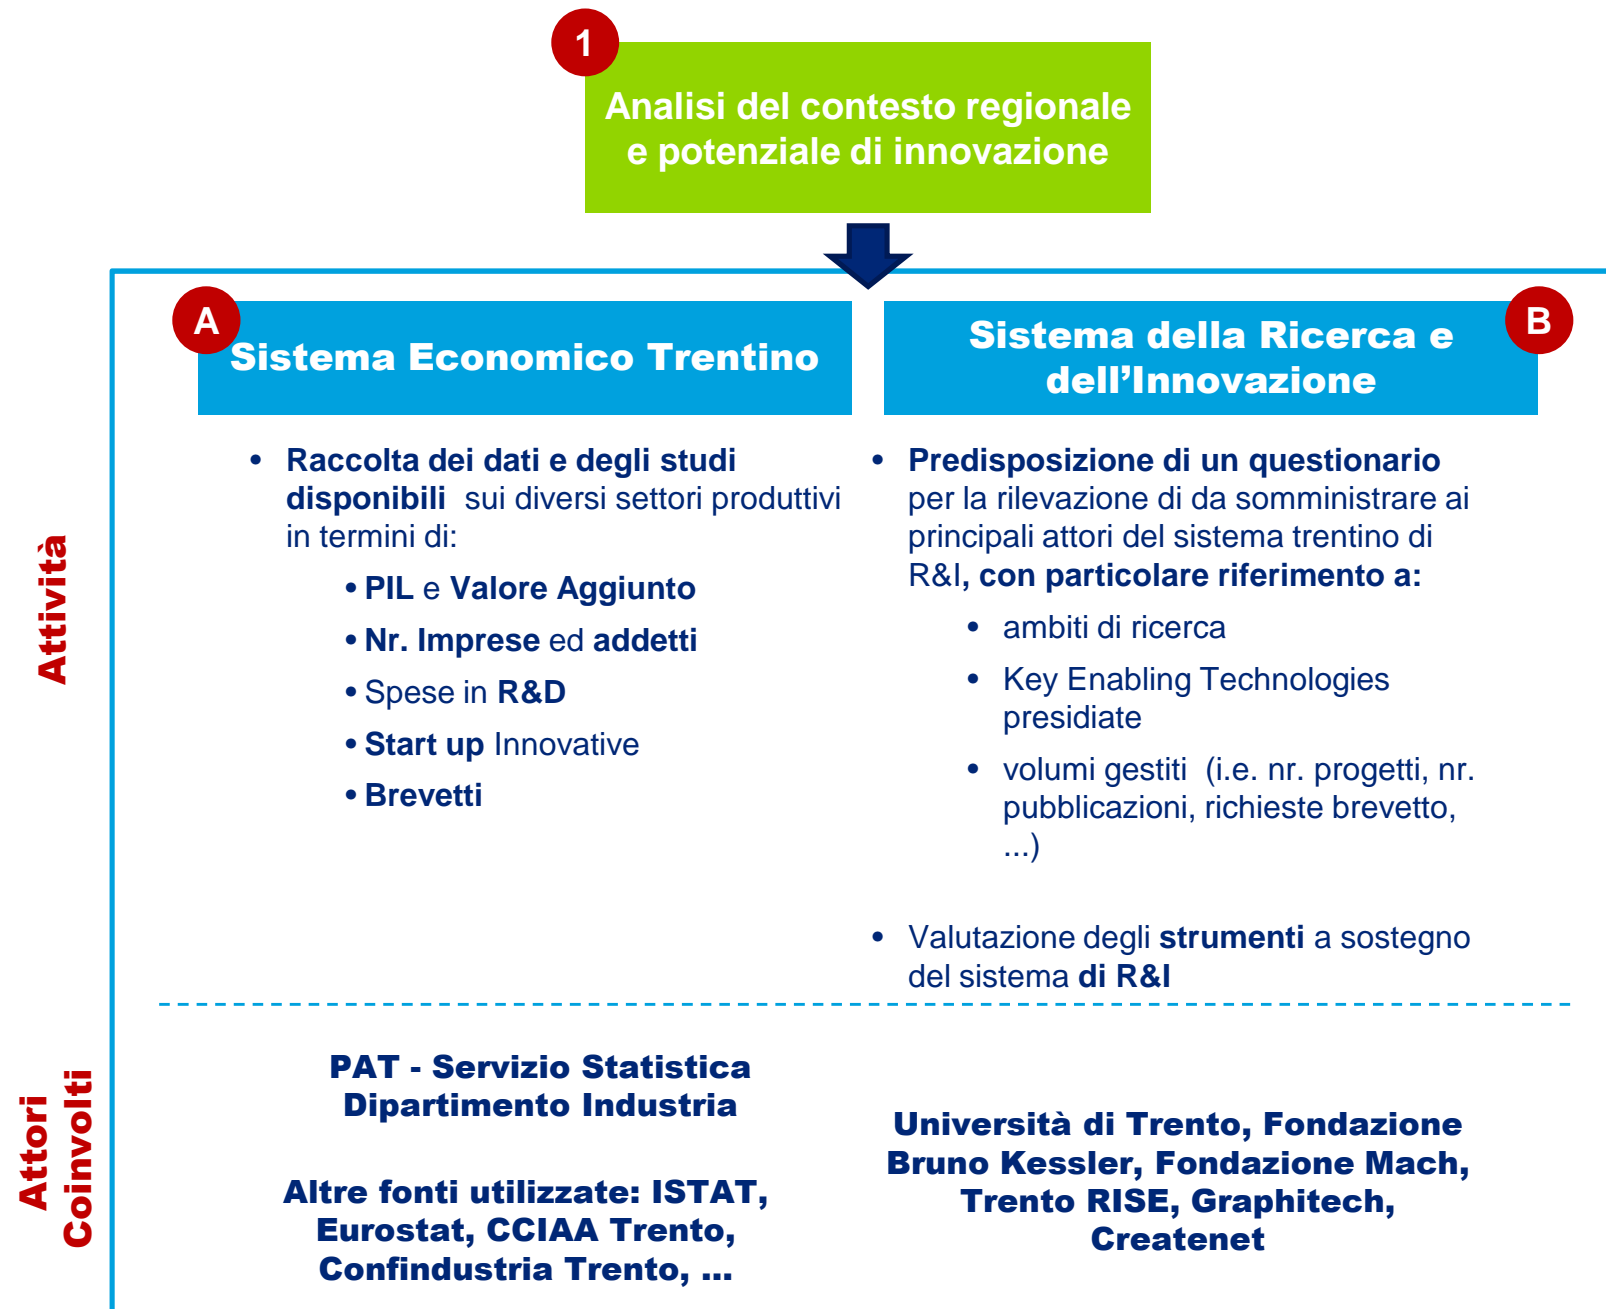 1
Analisi del contesto regionale
e potenziale di innovazione
A
Sistema Economico Trentino
Sistema della Ricerca e
dell’Innovazione
B
Attività
• Raccolta dei dati e degli studi
disponibili  sui diversi settori produttivi
in termini di:
• PIL e Valore Aggiunto
• Nr. Imprese ed addetti
• Spese in R&D
• Start up Innovative
• Brevetti
• Predisposizione di un questionario
per la rilevazione di da somministrare ai
principali attori del sistema trentino di
R&I, con particolare riferimento a:
• ambiti di ricerca
• Key Enabling Technologies
presidiate
• volumi gestiti  (i.e. nr. progetti, nr.
pubblicazioni, richieste brevetto,
...)
• Valutazione degli strumenti a sostegno
del sistema di R&I
Attori
Coinvolti
PAT - Servizio Statistica
Dipartimento Industria
Altre fonti utilizzate: ISTAT,
Eurostat, CCIAA Trento,
Confindustria Trento, ...
Università di Trento, Fondazione
Bruno Kessler, Fondazione Mach,
Trento RISE, Graphitech,
Createnet